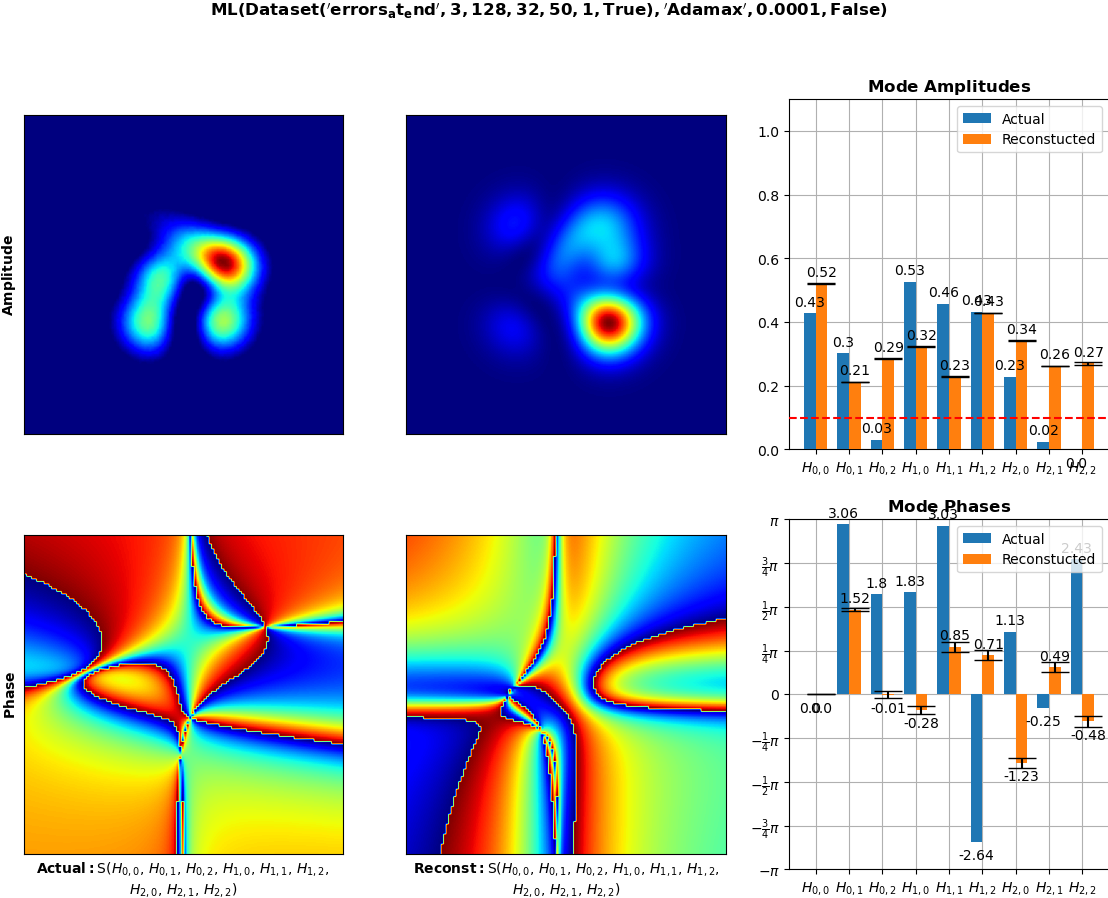 ML(Dataset('errors_at_end', 3, 128, 32, 50, 1, True), 'Adamax', 0.0001, False)
Amplitude
Mode Amplitudes
Actual
Reconstucted
1.0
0.8
0.6
0.4
0.2
0.0
0.43 0.52 0.3 0.21 0.03 0.29 0.53 0.32 0.46 0.23 0.43 0.43 0.23 0.34 0.02 0.26 0.0 0.27
H0,0 H0,1 H0,2 H1,0 H1,1 H1,2 H2,0 H2,1 H2,2
Phase
Mode Phases
Actual
Reconstucted
π
3/4π
1/2π
1/4π
0
−1/4π
−1/2π
−3/4π
−π
0.0 0.0 3.06 1.52 1.8 -0.01 1.83 -0.28 3.03 0.85 -2.64 0.71 1.13 -1.23 -0.25 0.49 2.43 -0.48
H0,0 H0,1 H0,2 H1,0 H1,1 H1,2 H2,0 H2,1 H2,2
Actual: S(H0,0, H0,1, H0,2, H1,0, H1,1, H1,2,
H2,0, H2,1, H2,2)
Reconst: S(H0,0, H0,1, H0,2, H1,0, H1,1, H1,2,
H2,0, H2,1, H2,2)